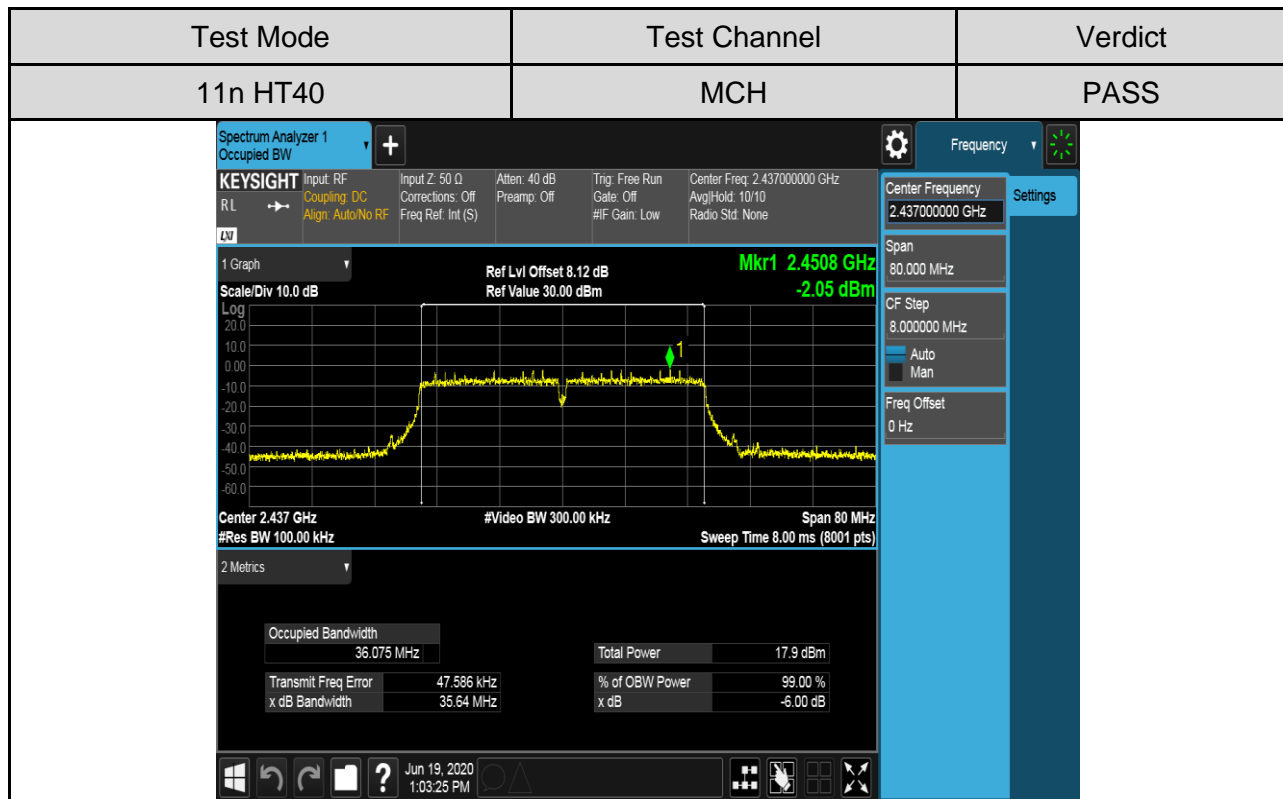 Test Mode Test Channel Verdict
11n HT40 MCH PASS
Spectrum Analyzer 1
Occupied BW
+
Frequency
KEYSIGHT Input: RF Input Z: 50 Ω Atten: 40 dB Trig: Free Run Center Freq: 2.437000000 GHz
Coupling: DC Corrections: Off Preamp: Off Gate: Off Avg|Hold: 10/10
R L Align: Auto/No RF Freq Ref: Int (S) #IF Gain: Low Radio Std: None
LXI
Center Frequency
2.437000000 GHz
Settings
Span
80.000 MHz
CF Step
8.000000 MHz
Auto
Man
Freq Offset
0 Hz
1 Graph Ref Lvl Offset 8.12 dB Mkr1 2.4508 GHz
Scale/Div 10.0 dB Ref Value 30.00 dBm -2.05 dBm
Log
20.0
10.0
1
0.00
-10.0
-20.0
-30.0
-40.0
-50.0
-60.0
Center 2.437 GHz #Video BW 300.00 kHz Span 80 MHz
#Res BW 100.00 kHz Sweep Time 8.00 ms (8001 pts)
2 Metrics
Occupied Bandwidth
36.075 MHz Total Power 17.9 dBm
Transmit Freq Error 47.586 kHz % of OBW Power 99.00 %
x dB Bandwidth 35.64 MHz x dB -6.00 dB
? Jun 19, 2020
1:03:25 PM